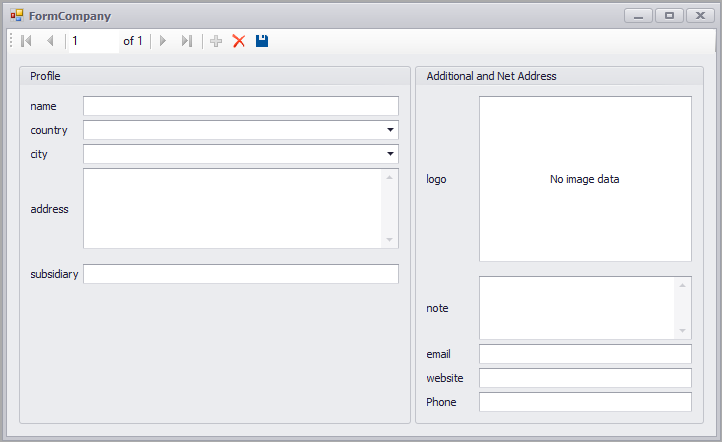 FormCompany
1 of 1
Profile
name
country
city
address
subsidiary
Additional and Net Address
logo
No image data
note
email
website
Phone